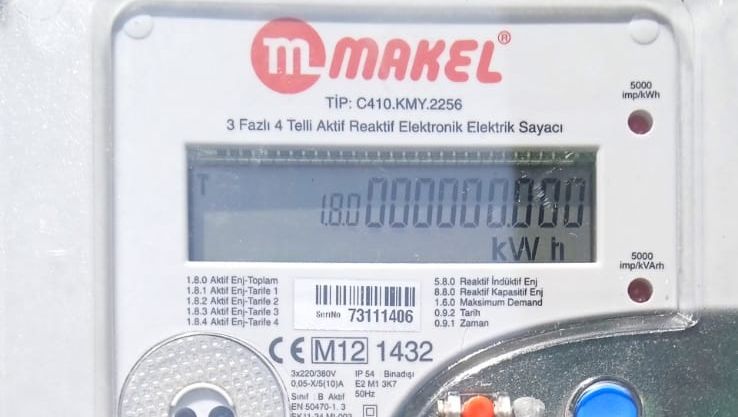 m MAKEL®
TİP: C410.KMY.2256
3 Fazlı 4 Telli Aktif Reaktif Elektronik Elektrik Sayacı
5000
imp/kWh
T
1.8.0 000000.000
kW h
5000
imp/kVArh
1.8.0 Aktif Enj-Toplam
1.8.1 Aktif Enj-Tarife 1
1.8.2 Aktif Enj-Tarife 2
1.8.3 Aktif Enj-Tarife 3
1.8.4 Aktif Enj-Tarife 4
SeriNo 73111406
5.8.0 Reaktif İndüktif Enj
8.8.0 Reaktif Kapasitif Enj
1.6.0 Maksimum Demand
0.9.2 Tarih
0.9.1 Zaman
CE M12 1432
3x220/380V
0,05-X/5(10)A
Sınıf B Aktif
EN 50470-1. 3
IP 54 Binadışı
E2 M1 3K7
50Hz